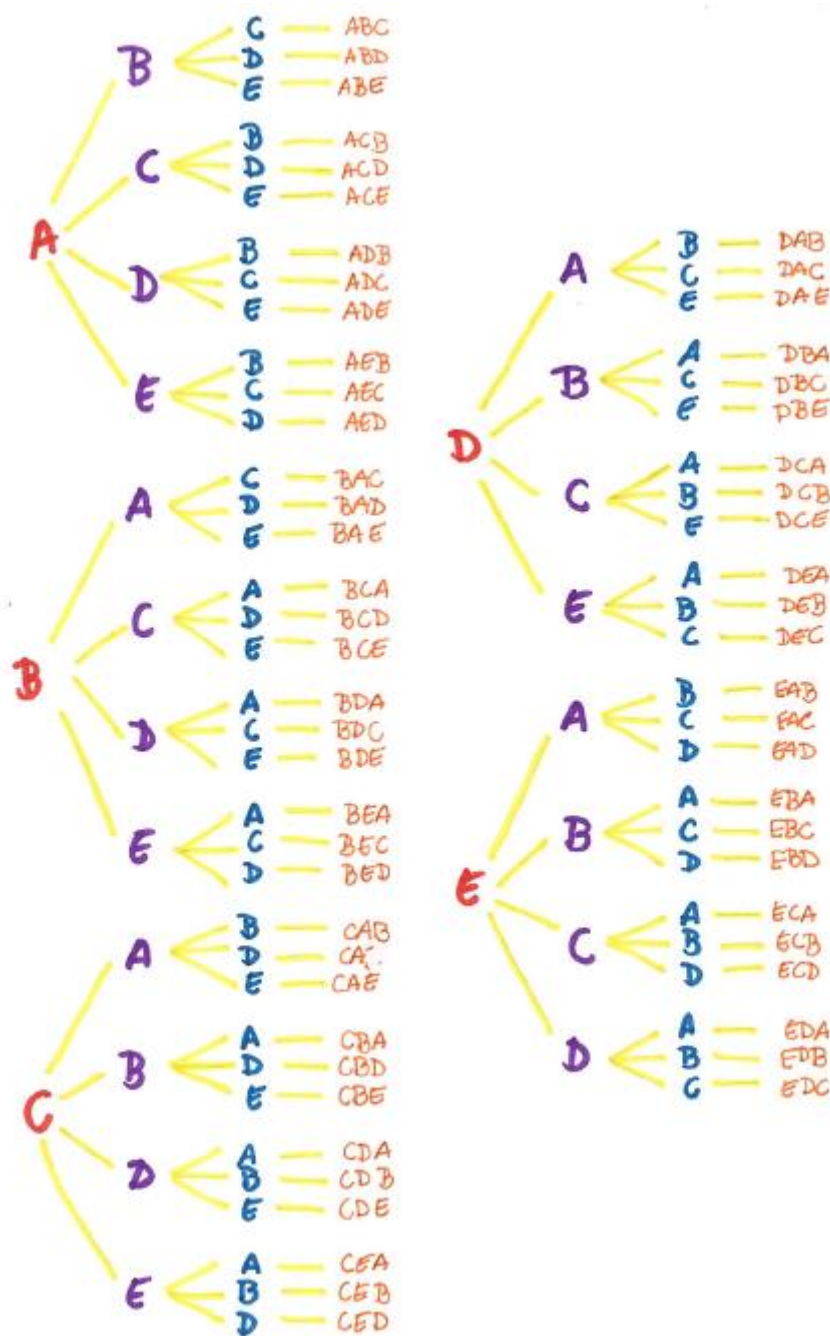 C ABC
B D ABD
E ABE
B ACB
C D ACD
E ACE
A
B ADB
D C ADC
E ADE
B AEB
E C AEC
D AED
C BAC
A D BAD
E BAE
A BCA
C D BCD
E BCE
B
A BDA
D C BDC
E BDE
A BEA
E C BEC
D BED
B CAB
A D
E CAE
A CBA
B D CBD
E CBE
C
A CDA
D B CDB
E CDE
A CEA
E B CEB
D CED
B DAB
A C DAC
E DAE
A DBA
B C DBC
E DBE
D
A DCA
C B DCB
E DCE
A DEA
E B DEB
C DEC
B EAB
A C EAC
D EAD
A EBA
B C EBC
D EBD
E
A ECA
C B ECB
D ECD
A EDA
D B EDB
C EDC